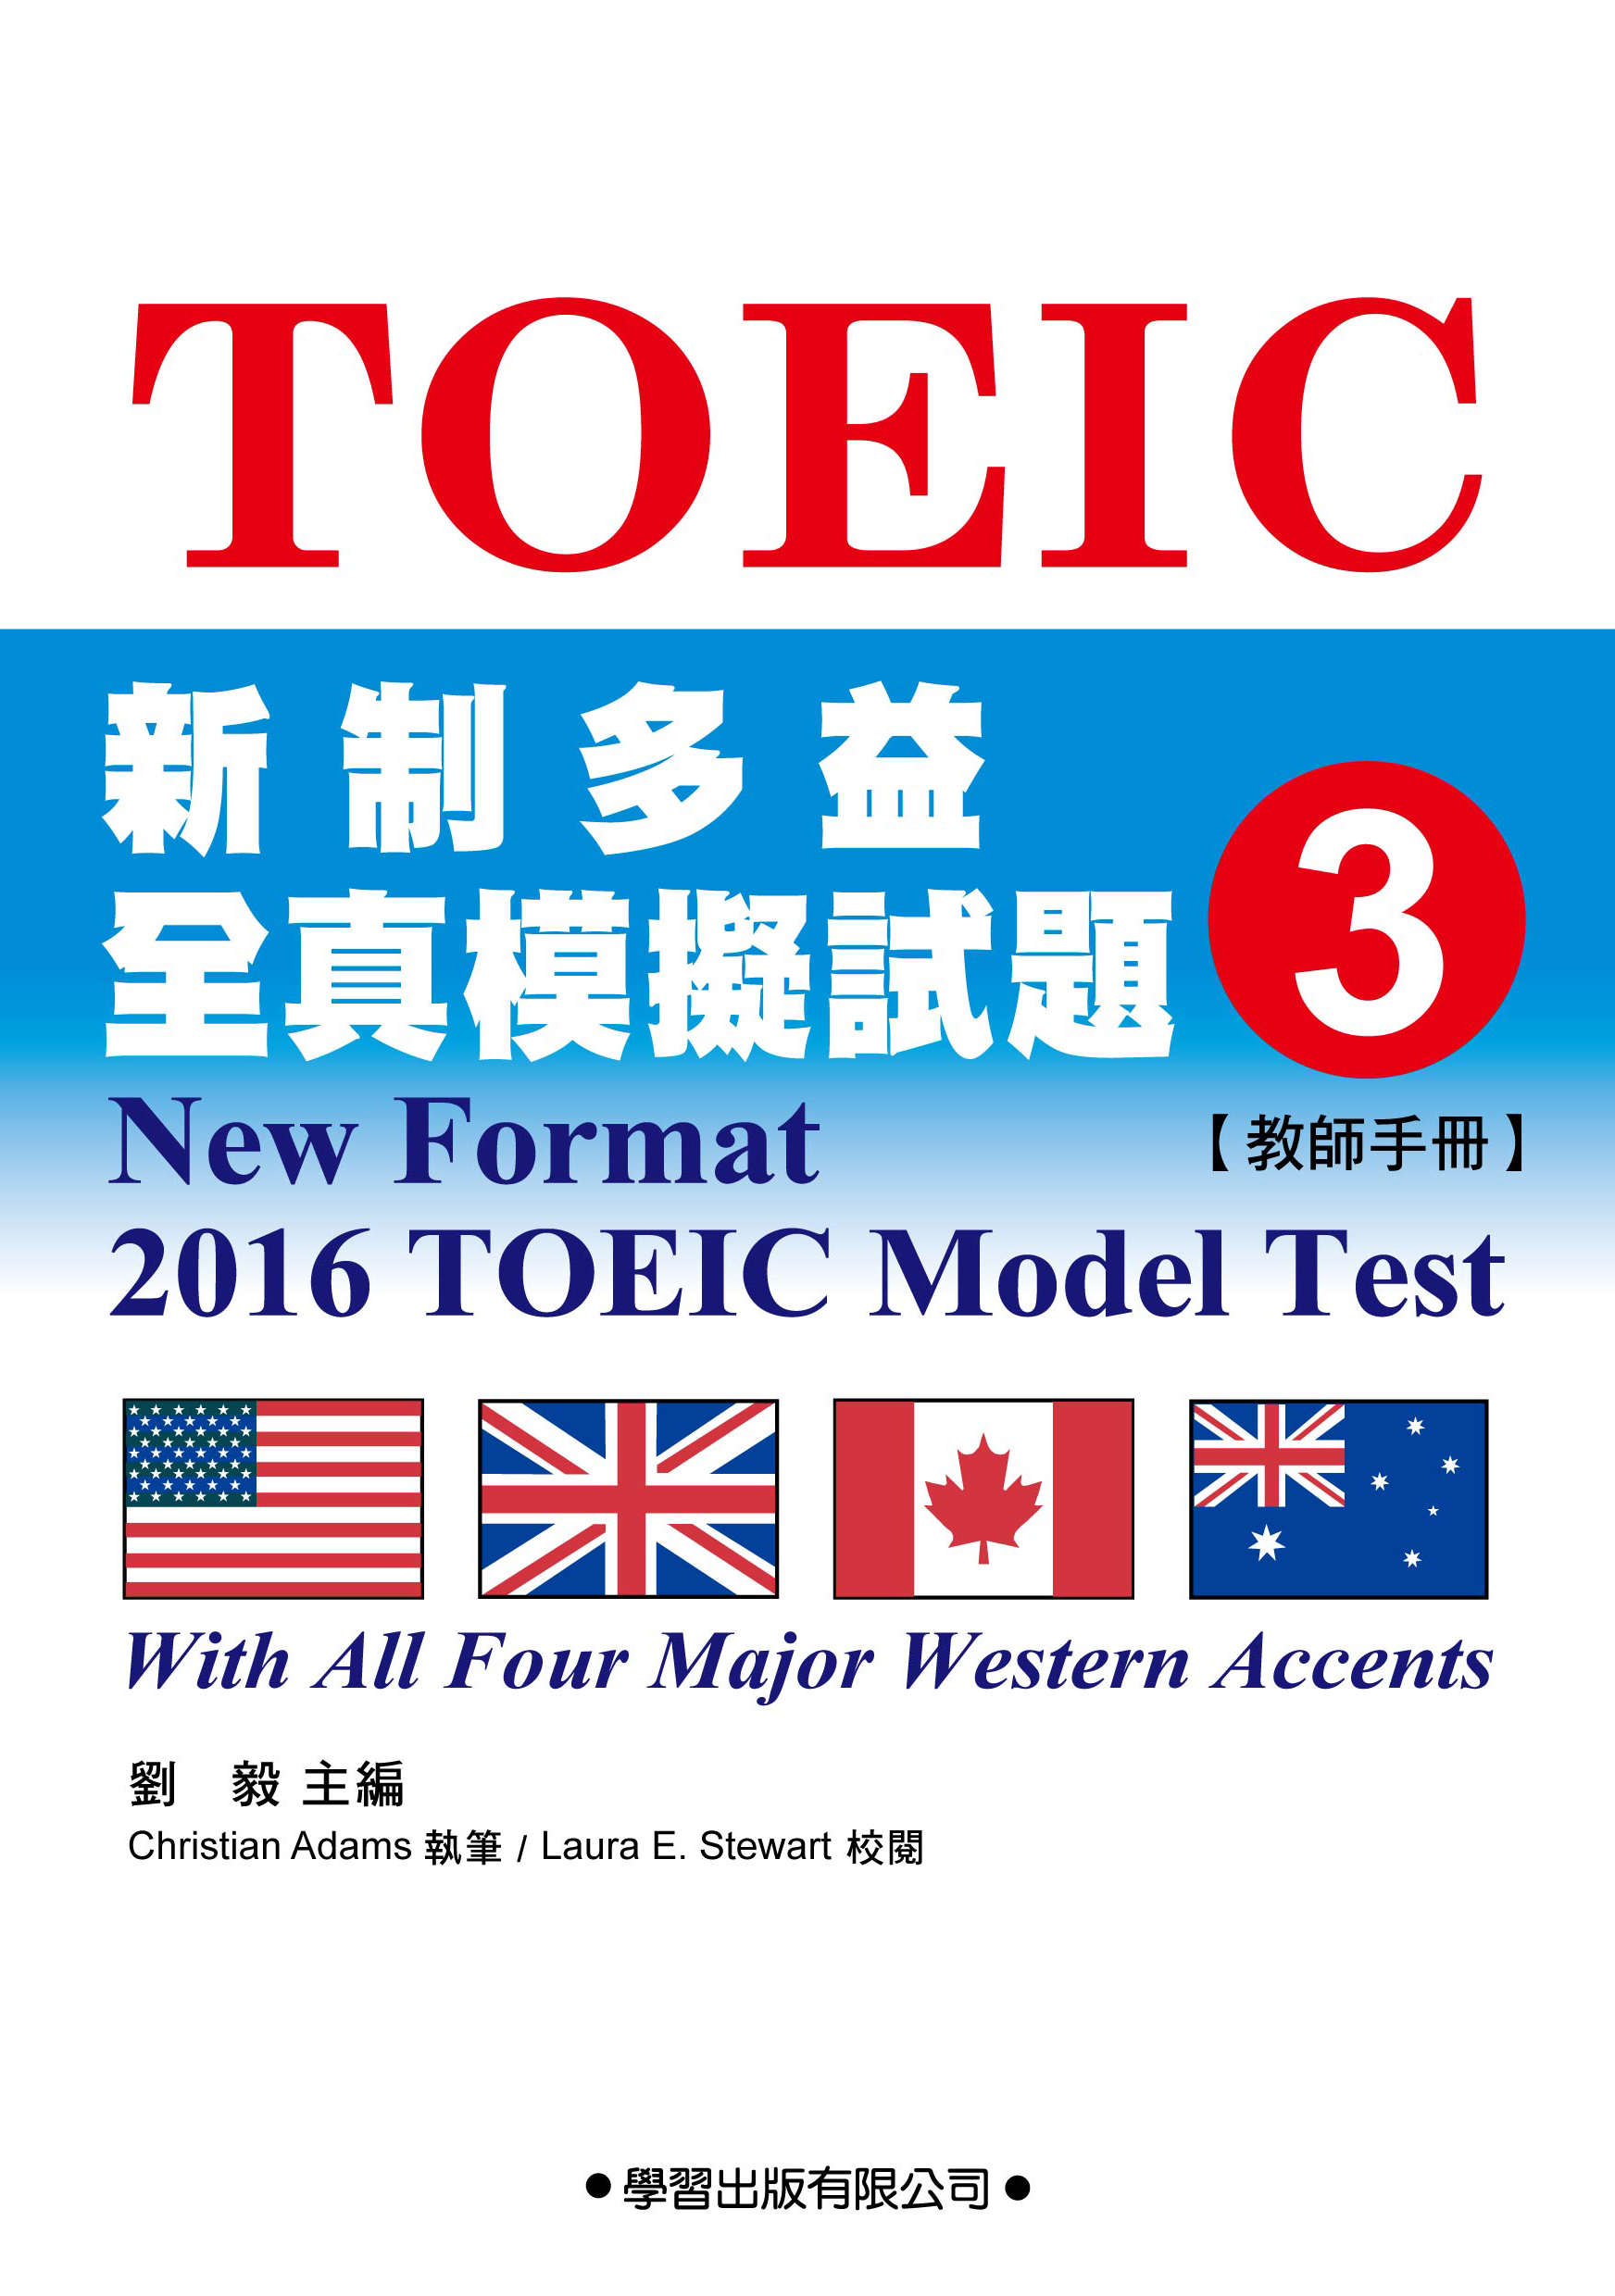 TOEIC
新制多益
全真模擬試題 3
New Format
【教師手冊】
2016 TOEIC Model Test
With All Four Major Western Accents
劉 毅 主編
Christian Adams 執筆 / Laura E. Stewart 校閱
●學習出版有限公司●